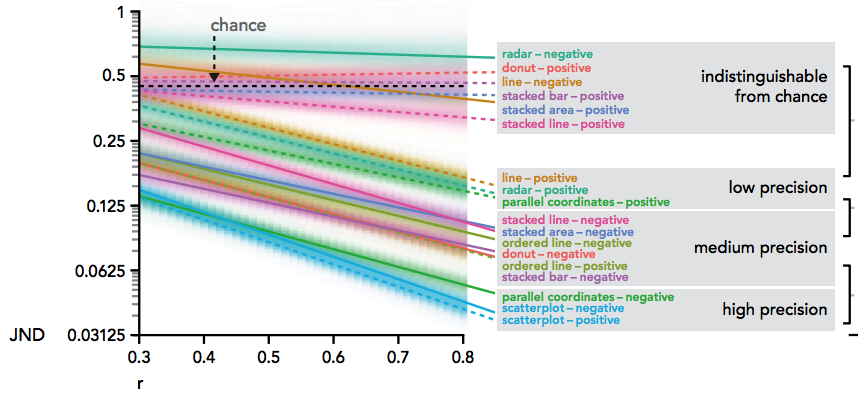 1
chance
0.5
0.25
0.125
0.0625
JND 0.03125
0.3 0.4 0.5 0.6 0.7 0.8
r
radar – negative
donut – positive
line – negative
stacked bar – positive
stacked area – positive
stacked line – positive
indistinguishable
from chance
line – positive
radar – positive
parallel coordinates – positive
low precision
stacked line – negative
stacked area – negative
ordered line – negative
donut – negative
ordered line – positive
stacked bar – negative
medium precision
parallel coordinates – negative
scatterplot – negative
scatterplot – positive
high precision